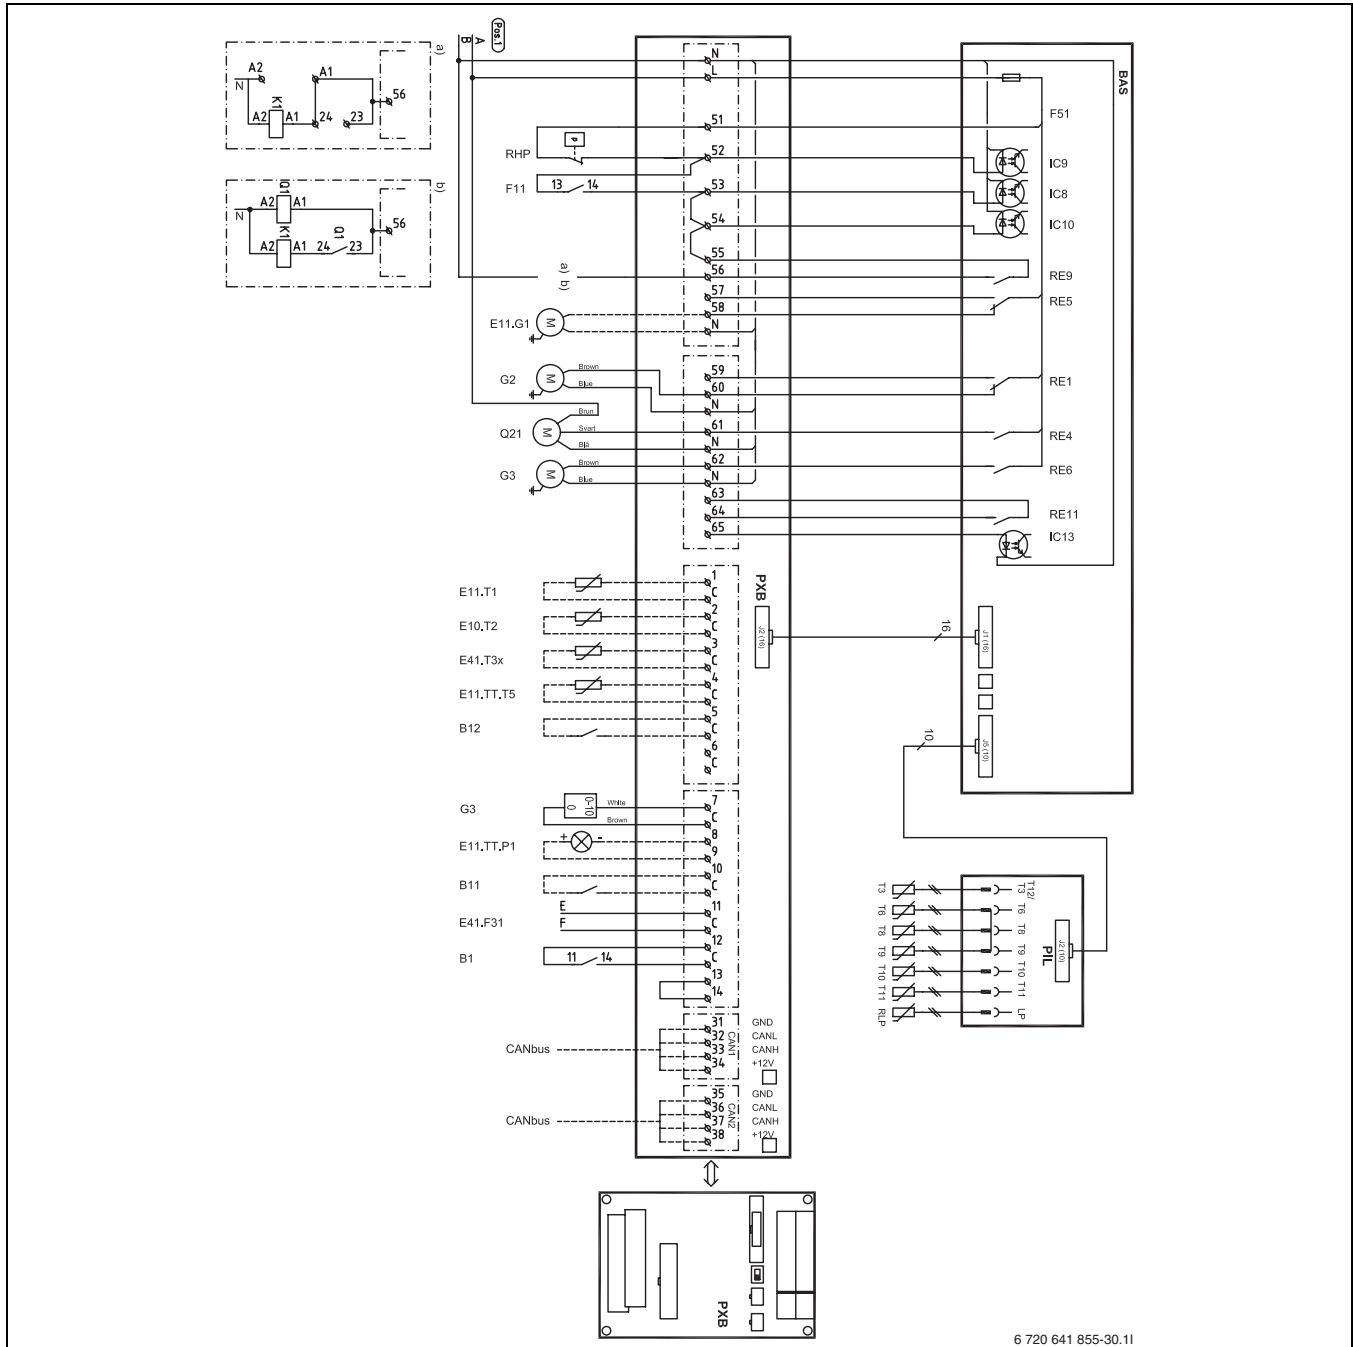 Pos.1
A
B
a)
A2
A1
N
K1
A2
A1
24
23
56
b)
Q1
A2
A1
N
K1
Q1
A2
A1
24
23
56
N
L
51
RHP
P
52
F11
13
14
53
54
55
56
a) b)
57
58
E11.G1
M
N
G2
M
Brown
Blue
59
60
N
Q21
M
Brun
Svart
Blå
61
N
G3
M
Brown
Blue
62
N
63
64
65
BAS
F51
IC9
IC8
IC10
RE9
RE5
RE1
RE4
RE6
RE11
IC13
E11.T1
1
C
E10.T2
2
C
E41.T3x
3
C
E11.TT.T5
4
C
B12
5
C
6
C
PXB
J2 (16)
16
J1 (16)
10
J5 (10)
G3
0-10
0
White
Brown
7
C
E11.TT.P1
+
-
8
9
B11
10
C
E41.F31
E
F
11
C
B1
11
14
12
C
13
14
CANbus
31
32
33
34
CAN1
GND
CANL
CANH
+12V
CANbus
35
36
37
38
CAN2
GND
CANL
CANH
+12V
T3
T6
T8
T9
T10
T11
RLP
T12/
T3
T6
T8
T9
T10
T11
LP
PIL
J2 (10)
PXB
6 720 641 855-30.1I